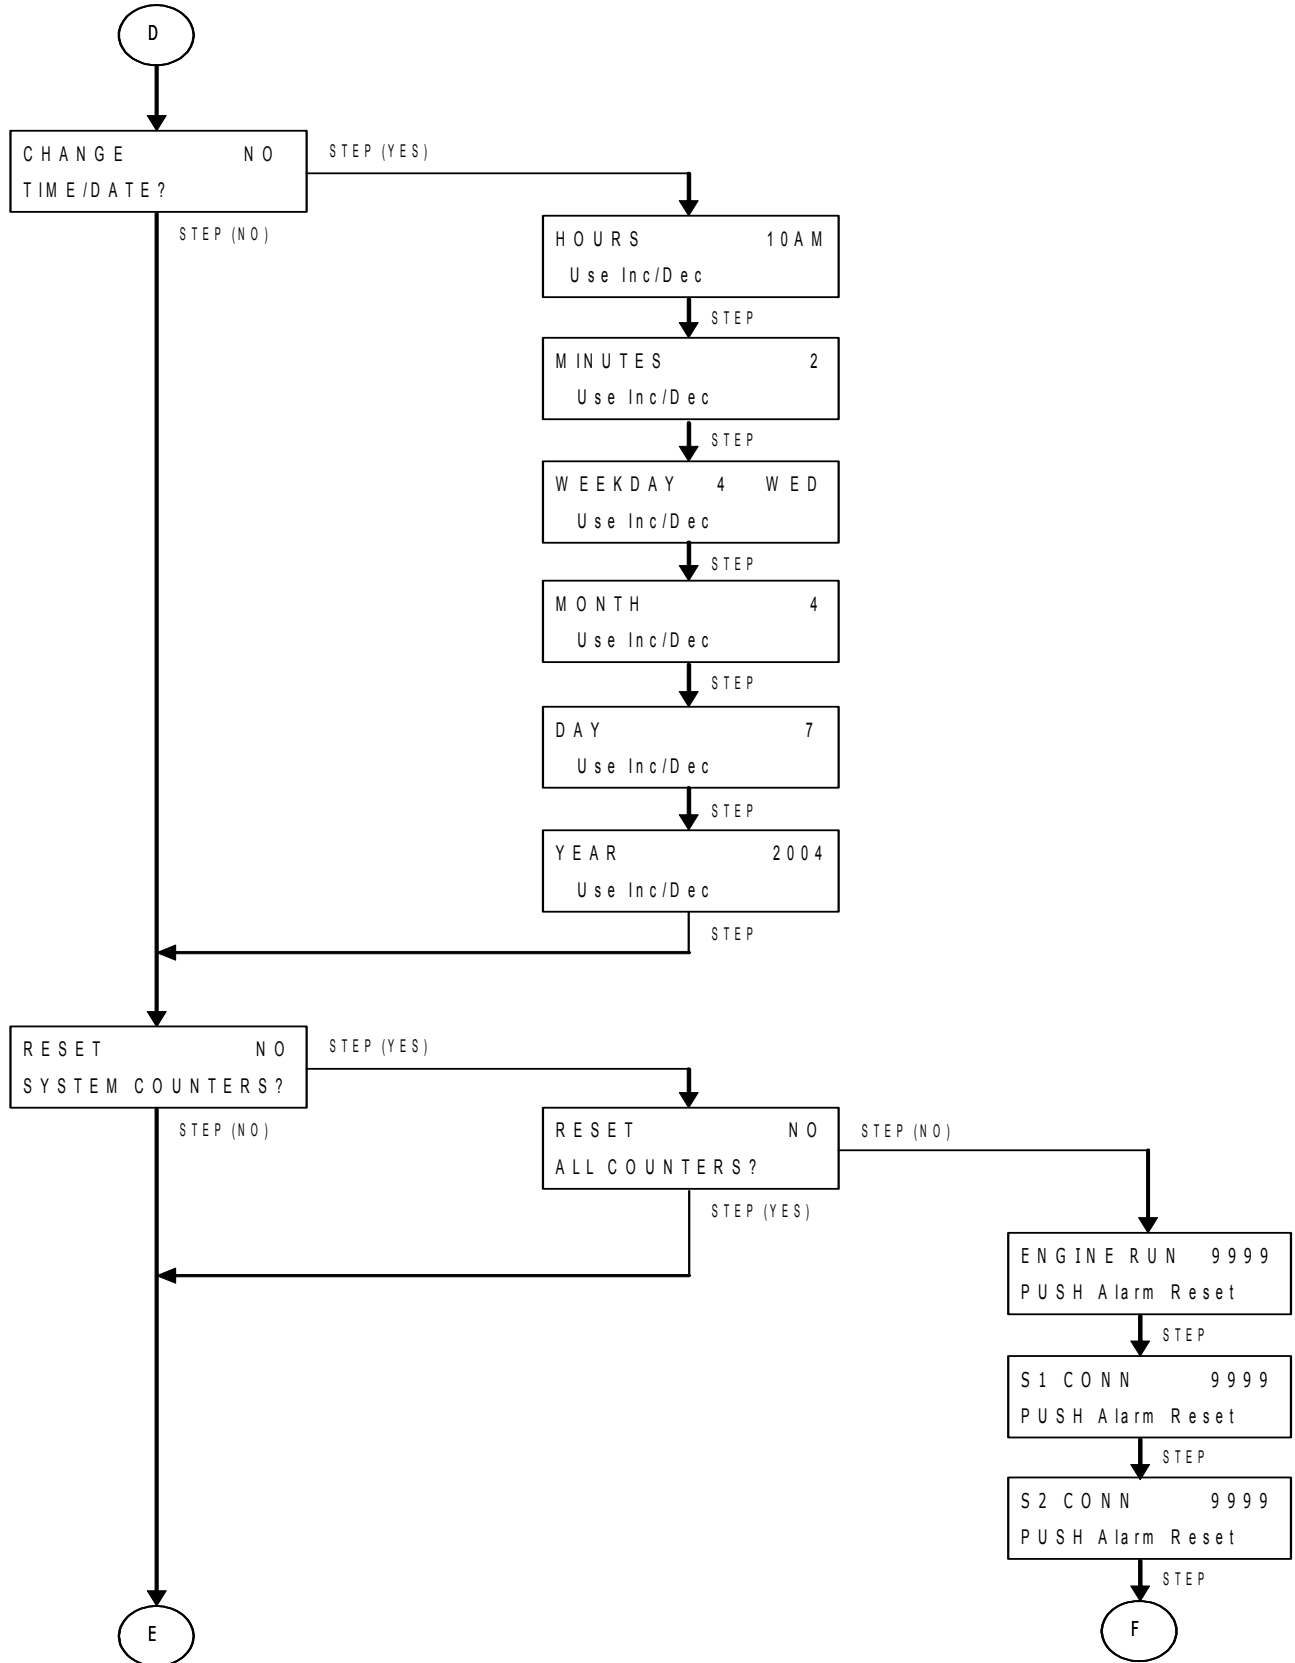 D
CHANGE NO
TIME/DATE?
STEP (YES)
STEP (NO)
HOURS 10AM
Use Inc/Dec
STEP
MINUTES 2
Use Inc/Dec
STEP
WEEKDAY 4 WED
Use Inc/Dec
STEP
MONTH 4
Use Inc/Dec
STEP
DAY 7
Use Inc/Dec
STEP
YEAR 2004
Use Inc/Dec
STEP
RESET NO
SYSTEM COUNTERS?
STEP (YES)
STEP (NO)
RESET NO
ALL COUNTERS?
STEP (NO)
STEP (YES)
ENGINE RUN 9999
PUSH Alarm Reset
STEP
S1 CONN 9999
PUSH Alarm Reset
STEP
S2 CONN 9999
PUSH Alarm Reset
STEP
E
F